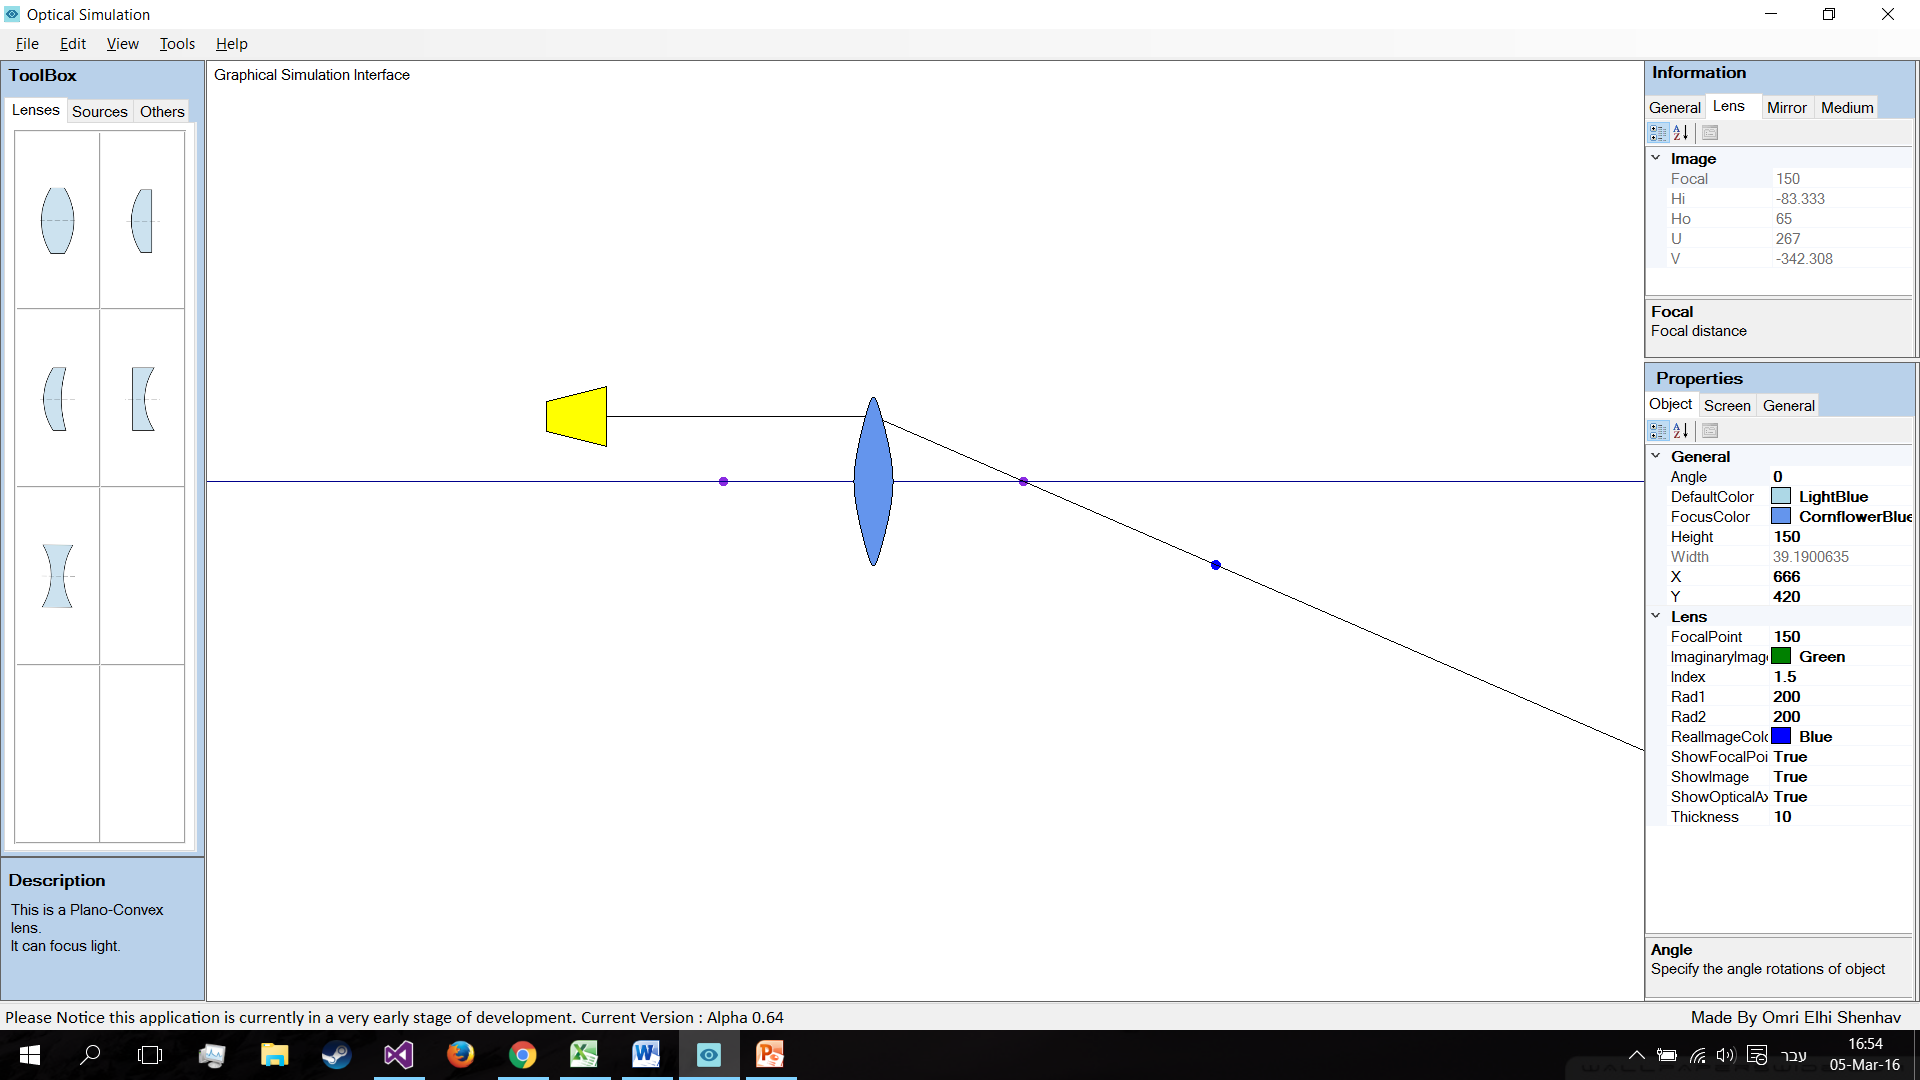 Optical Simulation
File Edit View Tools Help
ToolBox
Lenses Sources Others
Description
This is a Plano-Convex
lens.
It can focus light.
Graphical Simulation Interface
Information
General Lens Mirror Medium
Image
Focal 150
Hi -83.333
Ho 65
U 267
V -342.308
Focal
Focal distance
Properties
Object Screen General
General
Angle 0
DefaultColor LightBlue
FocusColor CornflowerBlue
Height 150
Width 39.1900635
X 666
Y 420
Lens
FocalPoint 150
ImaginaryImag Green
Index 1.5
Rad1 200
Rad2 200
RealImageColo Blue
ShowFocalPoi True
ShowImage True
ShowOpticalAx True
Thickness 10
Angle
Specify the angle rotations of object
Please Notice this application is currently in a very early stage of development. Current Version : Alpha 0.64
Made By Omri Elhi Shenhav
עבר
16:54
05-Mar-16